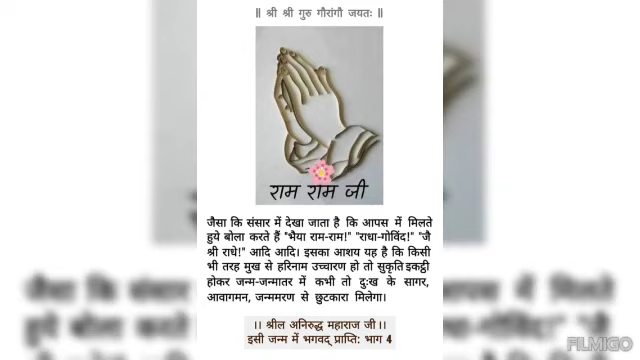 || श्री श्री गुरु गौरांगौ जयतः ||
राम राम जी
जैसा कि संसार में देखा जाता है कि आपस में मिलते
हुये बोला करते हैं "भैया राम-राम!" "राधा-गोविंद!" "जै
श्री राधे!" आदि आदि। इसका आशय यह है कि किसी
भी तरह मुख से हरिनाम उच्चारण हो तो सुकृति इकट्ठी
होकर जन्म-जन्मातर में कभी तो दुःख के सागर,
आवागमन, जन्ममरण से छुटकारा मिलेगा।
।। श्रील अनिरुद्ध महाराज जी ।।
इसी जन्म में भगवद् प्राप्ति: भाग 4
FILMIGO